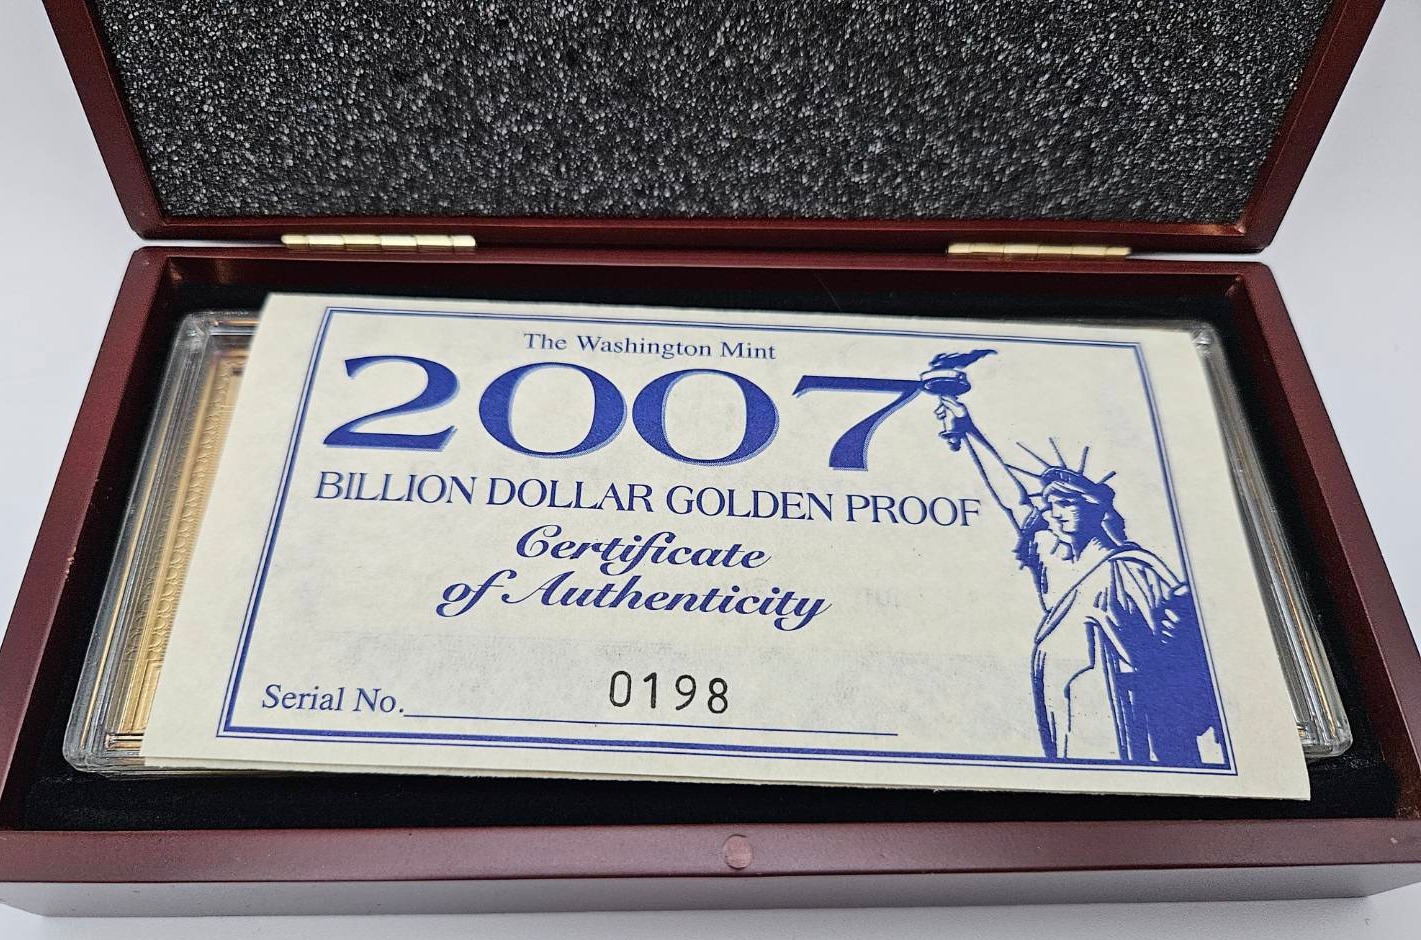 The Washington Mint
2007
BILLION DOLLAR GOLDEN PROOF
Certificate
of Authenticity
Serial No. 0198